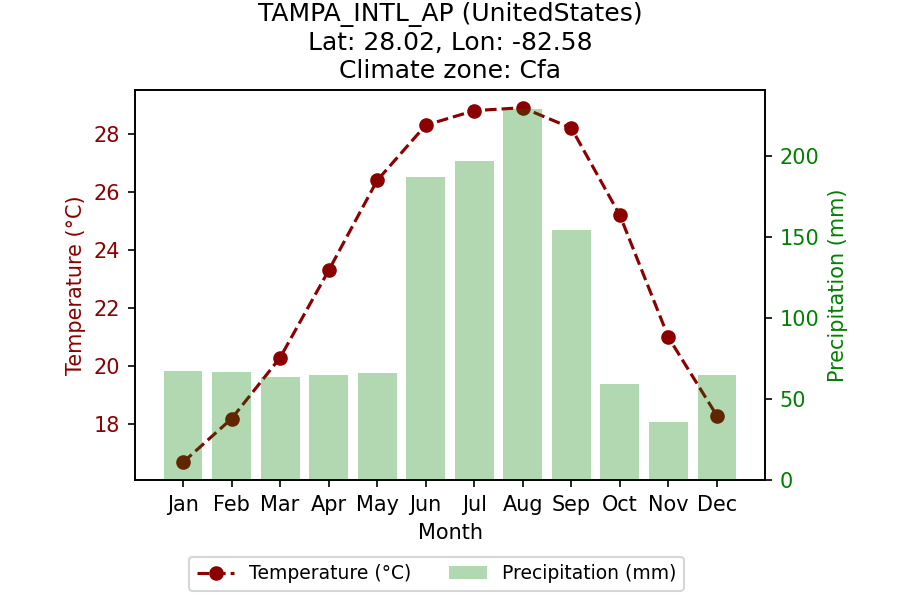 TAMPA_INTL_AP (UnitedStates)
Lat: 28.02, Lon: -82.58
Climate zone: Cfa
Temperature (°C)
28
26
24
22
20
18
200
150
100
50
0
Precipitation (mm)
Jan Feb Mar Apr May Jun Jul Aug Sep Oct Nov Dec
Month
Temperature (°C) Precipitation (mm)